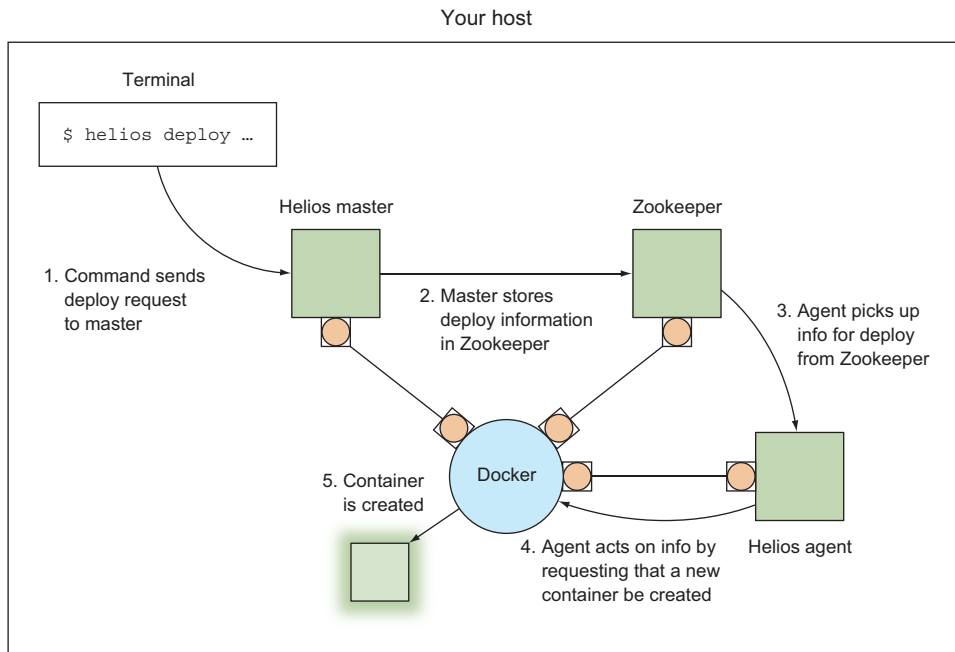 Your host
Terminal
$ helios deploy …
Helios master
Zookeeper
1. Command sends
deploy request
to master
2. Master stores
deploy information
in Zookeeper
3. Agent picks up
info for deploy
from Zookeeper
Docker
5. Container
is created
4. Agent acts on info by
requesting that a new
container be created
Helios agent